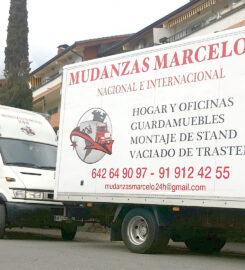 MUDANZAS MARCELO
NACIONAL E INTERNACIONAL
HOGAR Y OFICINAS
GUARDAMUEBLES
MONTAJE DE STAND
VACIADO DE TRASTE
642 64 90 97 - 91 912 42 55
mudanzasmarcelo24h@gmail.com